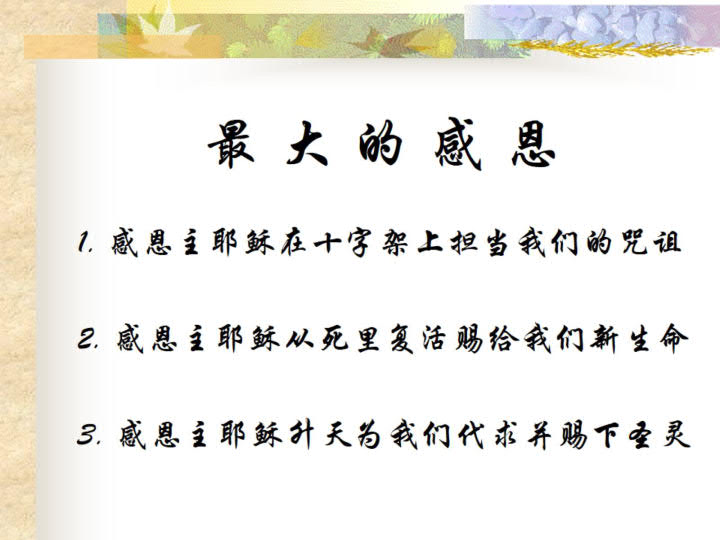 最大的感恩
1. 感恩主耶稣在十字架上担当我们的咒诅
2. 感恩主耶稣从死里复活赐给我们新生命
3. 感恩主耶稣升天为我们代求并赐下圣灵